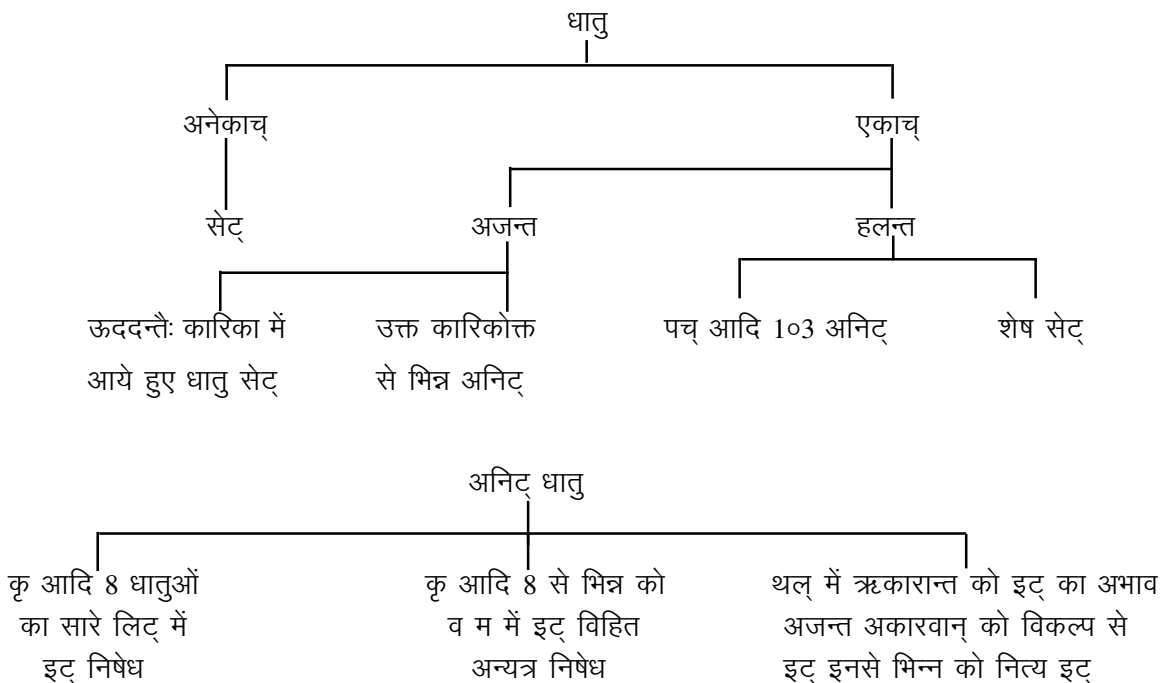 धातु
अनेकाच् एकाच्
सेट् अजन्त हलन्त
ऊददन्तैः कारिका में उक्त कारिकोक्त पच् आदि 1०3 अनिट् शेष सेट्
आये हुए धातु सेट् से भिन्न अनिट्
अनिट् धातु
कृ आदि 8 धातुओं कृ आदि 8 से भिन्न को थल् में ऋकारान्त को इट् का अभाव
का सारे लिट् में व म में इट् विहित अजन्त अकारवान् को विकल्प से
इट् निषेध अन्यत्र निषेध इट् इनसे भिन्न को नित्य इट्